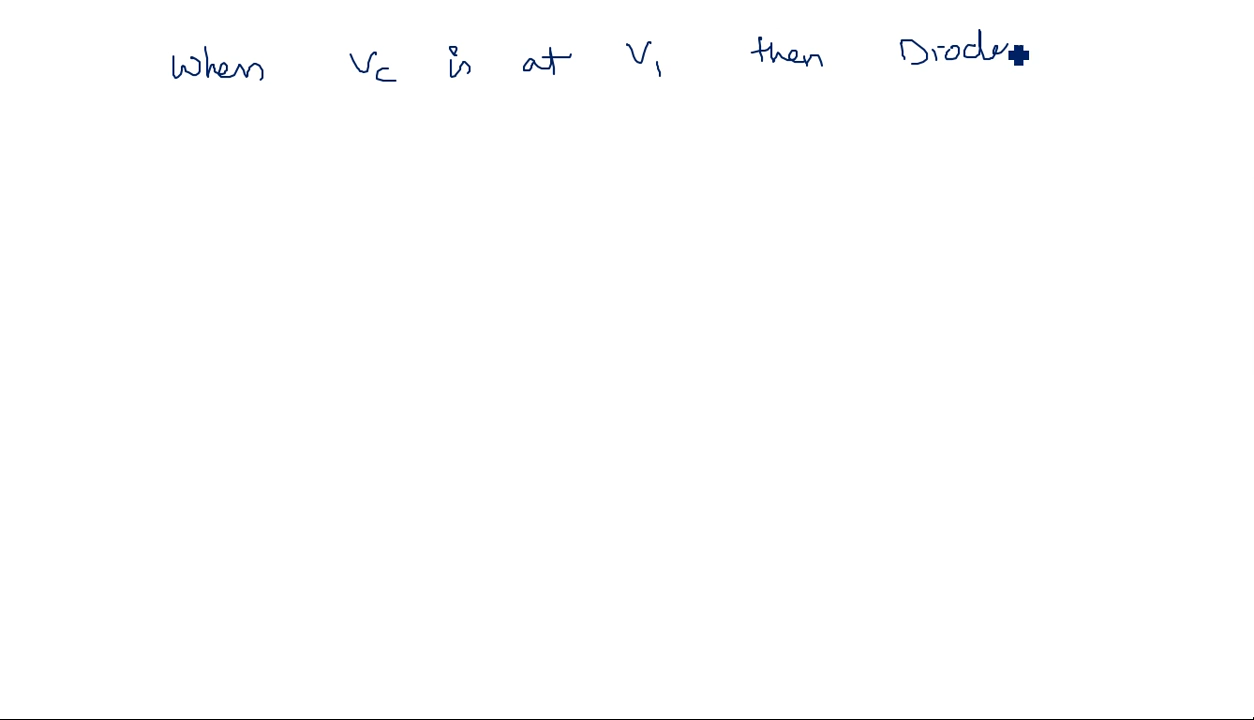 When Vc is at V1 then Diode